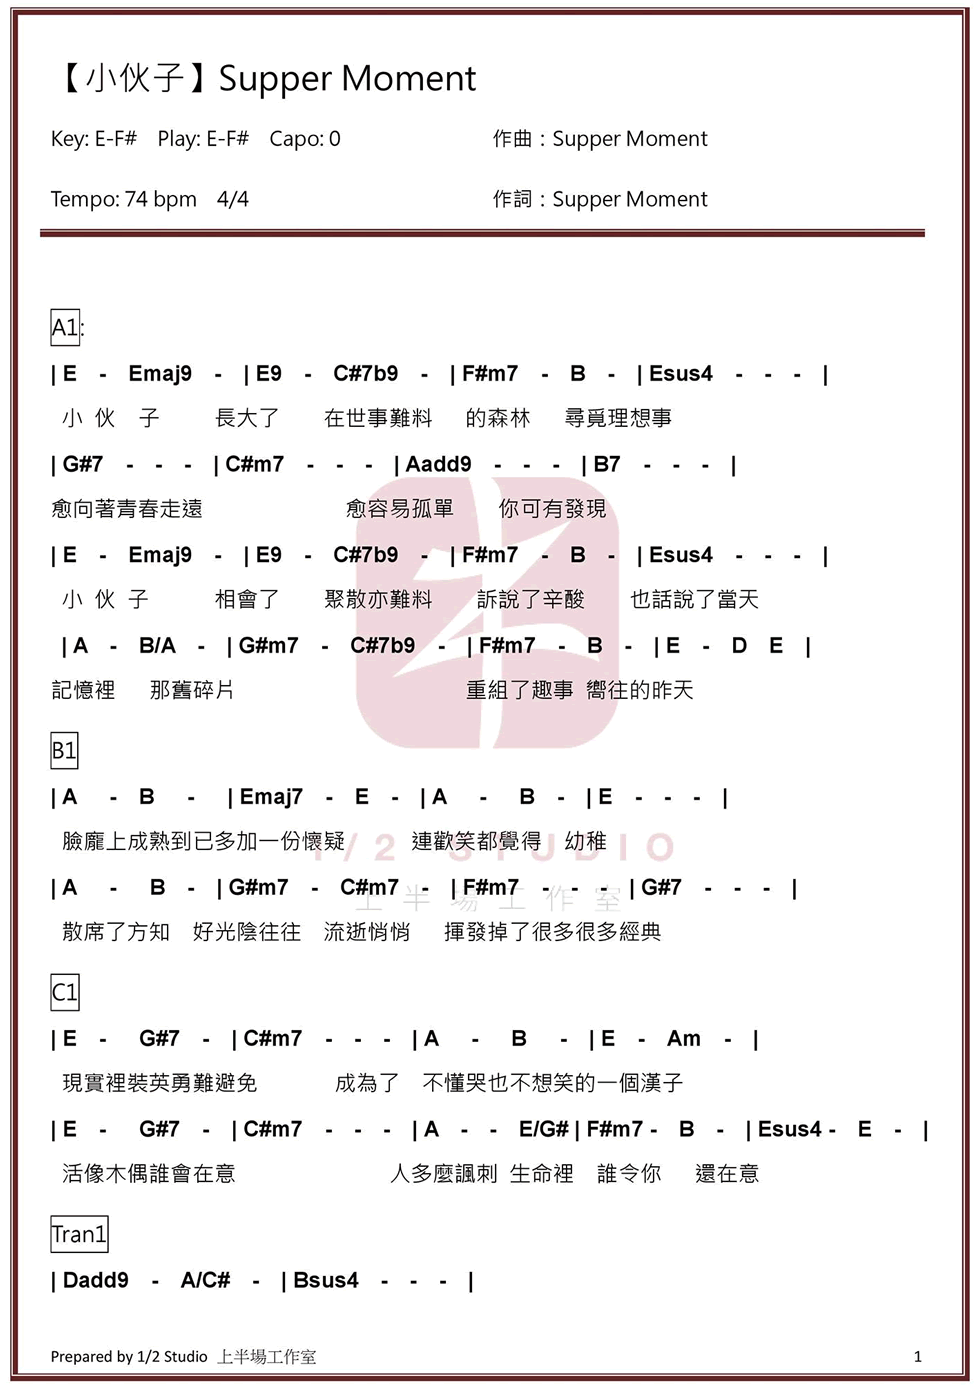 【小伙子】Supper Moment
Key: E-F# Play: E-F# Capo: 0 作曲：Supper Moment
Tempo: 74 bpm 4/4 作詞：Supper Moment
A1:
| E - Emaj9 - | E9 - C#7b9 - | F#m7 - B - | Esus4 - - - |
小 伙 子 長大了 在世事難料 的森林 尋覓理想事
| G#7 - - - | C#m7 - - - | Aadd9 - - - | B7 - - - |
愈向著青春走遠 愈容易孤單 你可有發現
| E - Emaj9 - | E9 - C#7b9 - | F#m7 - B - | Esus4 - - - |
小 伙 子 相會了 聚散亦難料 訴說了辛酸 也話說了當天
| A - B/A - | G#m7 - C#7b9 - | F#m7 - B - | E - D E |
記憶裡 那舊碎片 重組了趣事 嚮往的昨天
B1
| A - B - | Emaj7 - E - | A - B - | E - - - |
臉龐上成熟到已多加一份懷疑 連歡笑都覺得 幼稚
1/2 STUDIO
| A - B - | G#m7 - C#m7 - | F#m7 - - - | G#7 - - - |
上半場工作室
散席了方知 好光陰往往 流逝悄悄 揮發掉了很多很多經典
C1
| E - G#7 - | C#m7 - - - | A - B - | E - Am - |
現實裡裝英勇難避免 成為了 不懂哭也不想笑的一個漢子
| E - G#7 - | C#m7 - - - | A - - E/G# | F#m7 - B - | Esus4 - E - |
活像木偶誰會在意 人多麼諷刺 生命裡 誰令你 還在意
Tran1
| Dadd9 - A/C# - | Bsus4 - - - |
Prepared by 1/2 Studio 上半場工作室 1